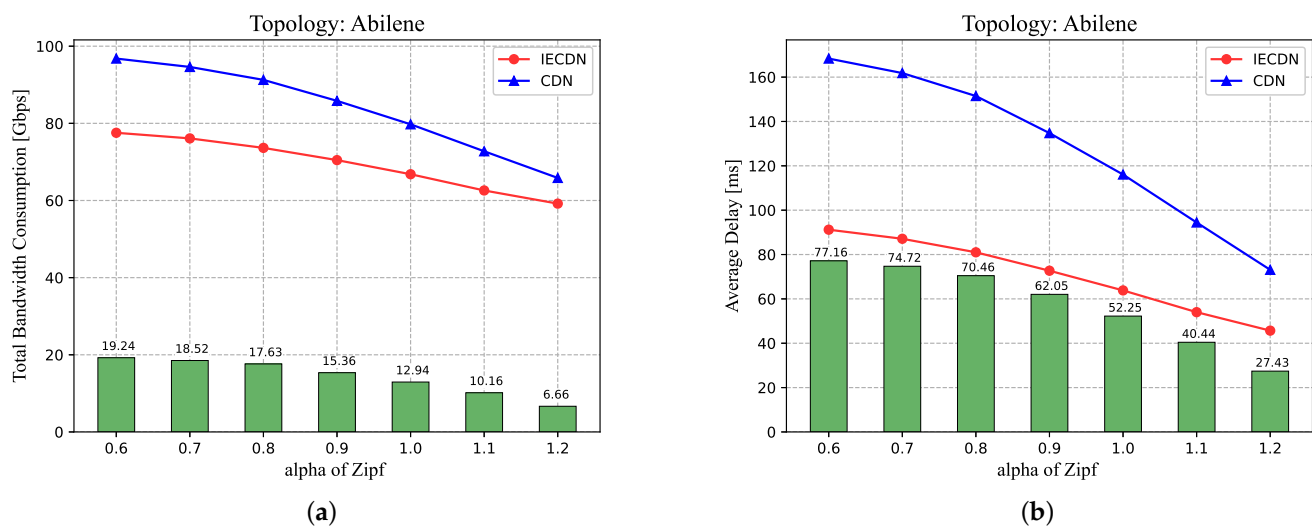 Topology: Abilene
Total Bandwidth Consumption [Gbps]
100
80
60
40
20
0
IECDN
CDN
19.24
18.52
17.63
15.36
12.94
10.16
6.66
0.6 0.7 0.8 0.9 1.0 1.1 1.2
alpha of Zipf
(a)
Topology: Abilene
Average Delay [ms]
160
140
120
100
80
60
40
20
0
IECDN
CDN
77.16
74.72
70.46
62.05
52.25
40.44
27.43
0.6 0.7 0.8 0.9 1.0 1.1 1.2
alpha of Zipf
(b)